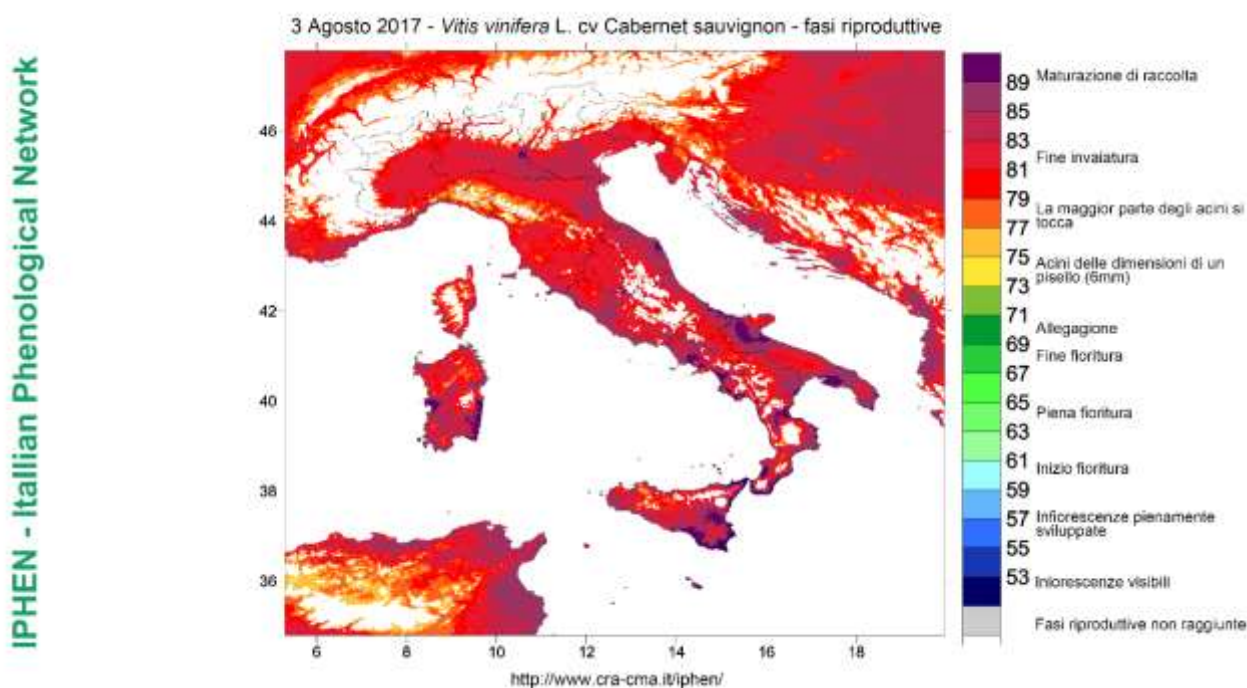 IPHEN - Itallian Phenological Network
3 Agosto 2017 - Vitis vinifera L. cv Cabernet sauvignon - fasi riproduttive
46
44
42
40
38
36
6
8
10
12
14
16
18
http://www.cra-cma.it/iphen/
89
85
83
81
79
77
75
73
71
69
67
65
63
61
59
57
55
53
Maturazione di raccolta
Fine invaiatura
La maggior parte degli acini si
tocca
Acini delle dimensioni di un
pisello (6mm)
Allegagione
Fine fioritura
Piena fioritura
Inizio fioritura
Infiorescenze pienamente
sviluppate
Iniorescenze visibili
Fasi riproduttive non raggiunte